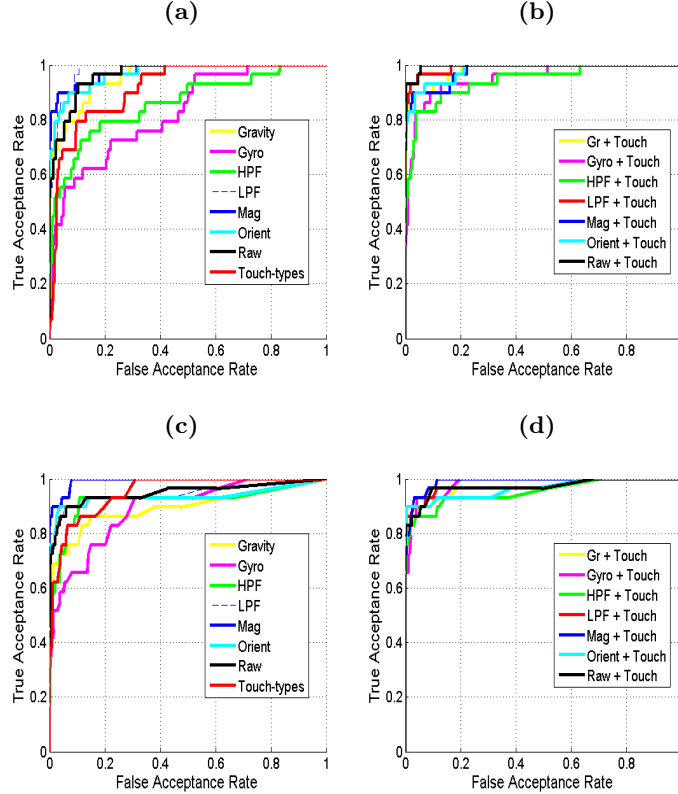 (a)
(b)
True Acceptance Rate
1
0.8
0.6
0.4
0.2
0
0
0.2
0.4
0.6
0.8
1
False Acceptance Rate
Gravity
Gyro
HPF
LPF
Mag
Orient
Raw
Touch-types
True Acceptance Rate
1
0.8
0.6
0.4
0.2
0
0
0.2
0.4
0.6
0.8
False Acceptance Rate
Gr + Touch
Gyro + Touch
HPF + Touch
LPF + Touch
Mag + Touch
Orient + Touch
Raw + Touch
(c)
(d)
True Acceptance Rate
1
0.8
0.6
0.4
0.2
0
0
0.2
0.4
0.6
0.8
1
False Acceptance Rate
Gravity
Gyro
HPF
LPF
Mag
Orient
Raw
Touch-types
True Acceptance Rate
1
0.8
0.6
0.4
0.2
0
0
0.2
0.4
0.6
0.8
False Acceptance Rate
Gr + Touch
Gyro + Touch
HPF + Touch
LPF + Touch
Mag + Touch
Orient + Touch
Raw + Touch